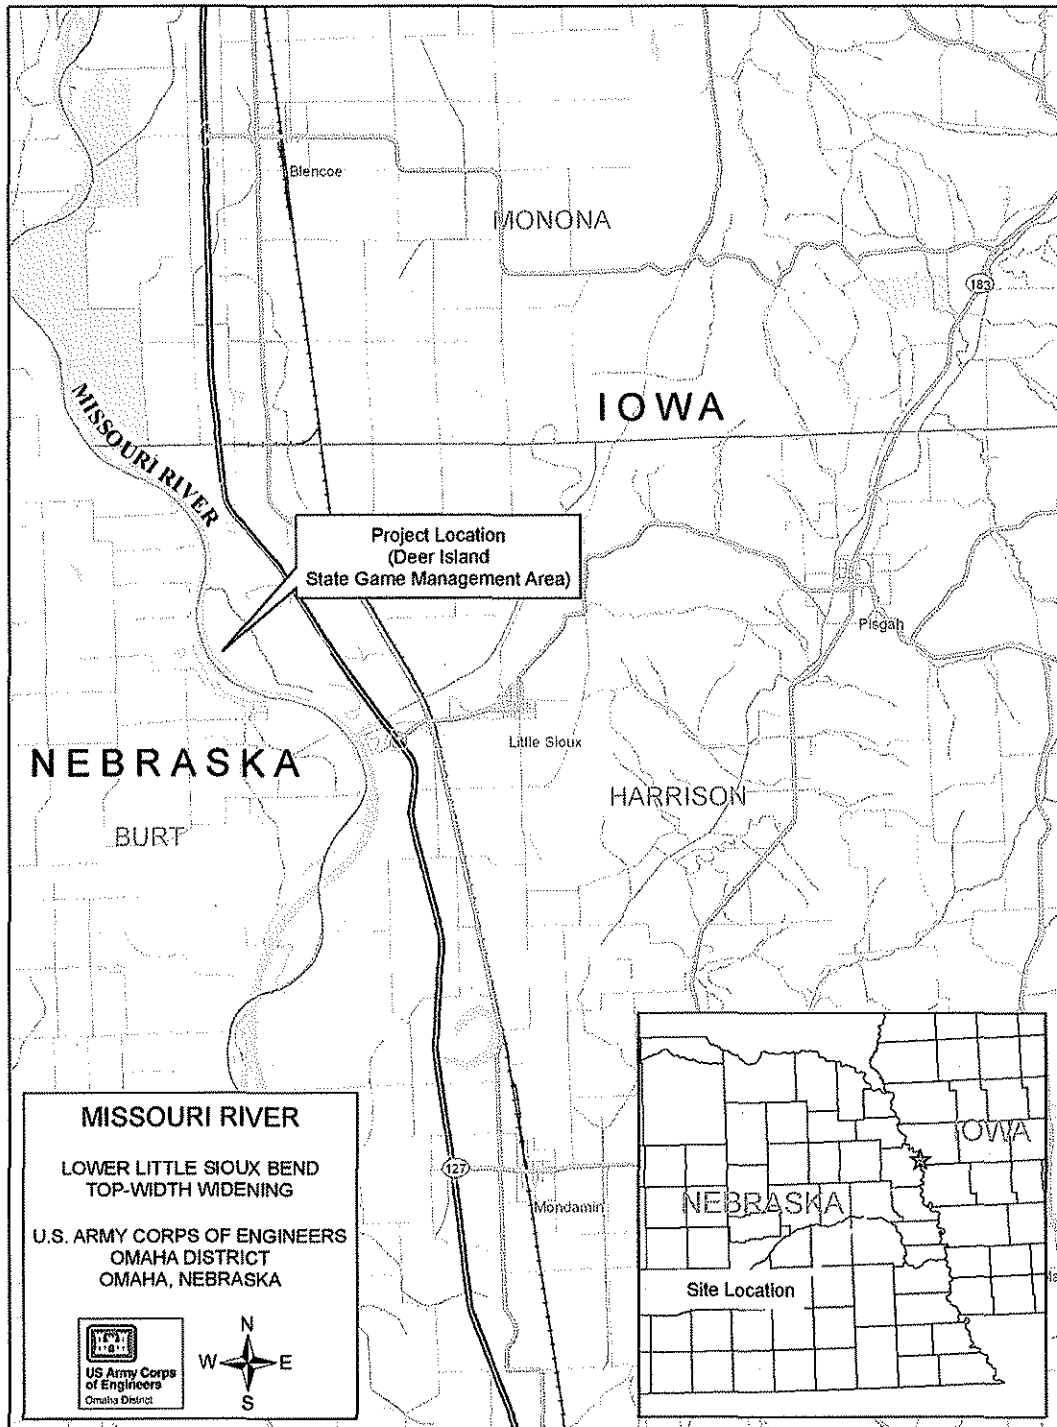 Blencoe
MONONA
183
IOWA
MISSOURI RIVER
Project Location
(Deer Island
State Game Management Area)
Pisgah
Little Sioux
NEBRASKA
HARRISON
BURT
MISSOURI RIVER
LOWER LITTLE SIOUX BEND
TOP-WIDTH WIDENING
U.S. ARMY CORPS OF ENGINEERS
OMAHA DISTRICT
OMAHA, NEBRASKA
US Army Corps
of Engineers
Omaha District
N
W E
S
127
Mondamin
IOWA
NEBRASKA
Site Location